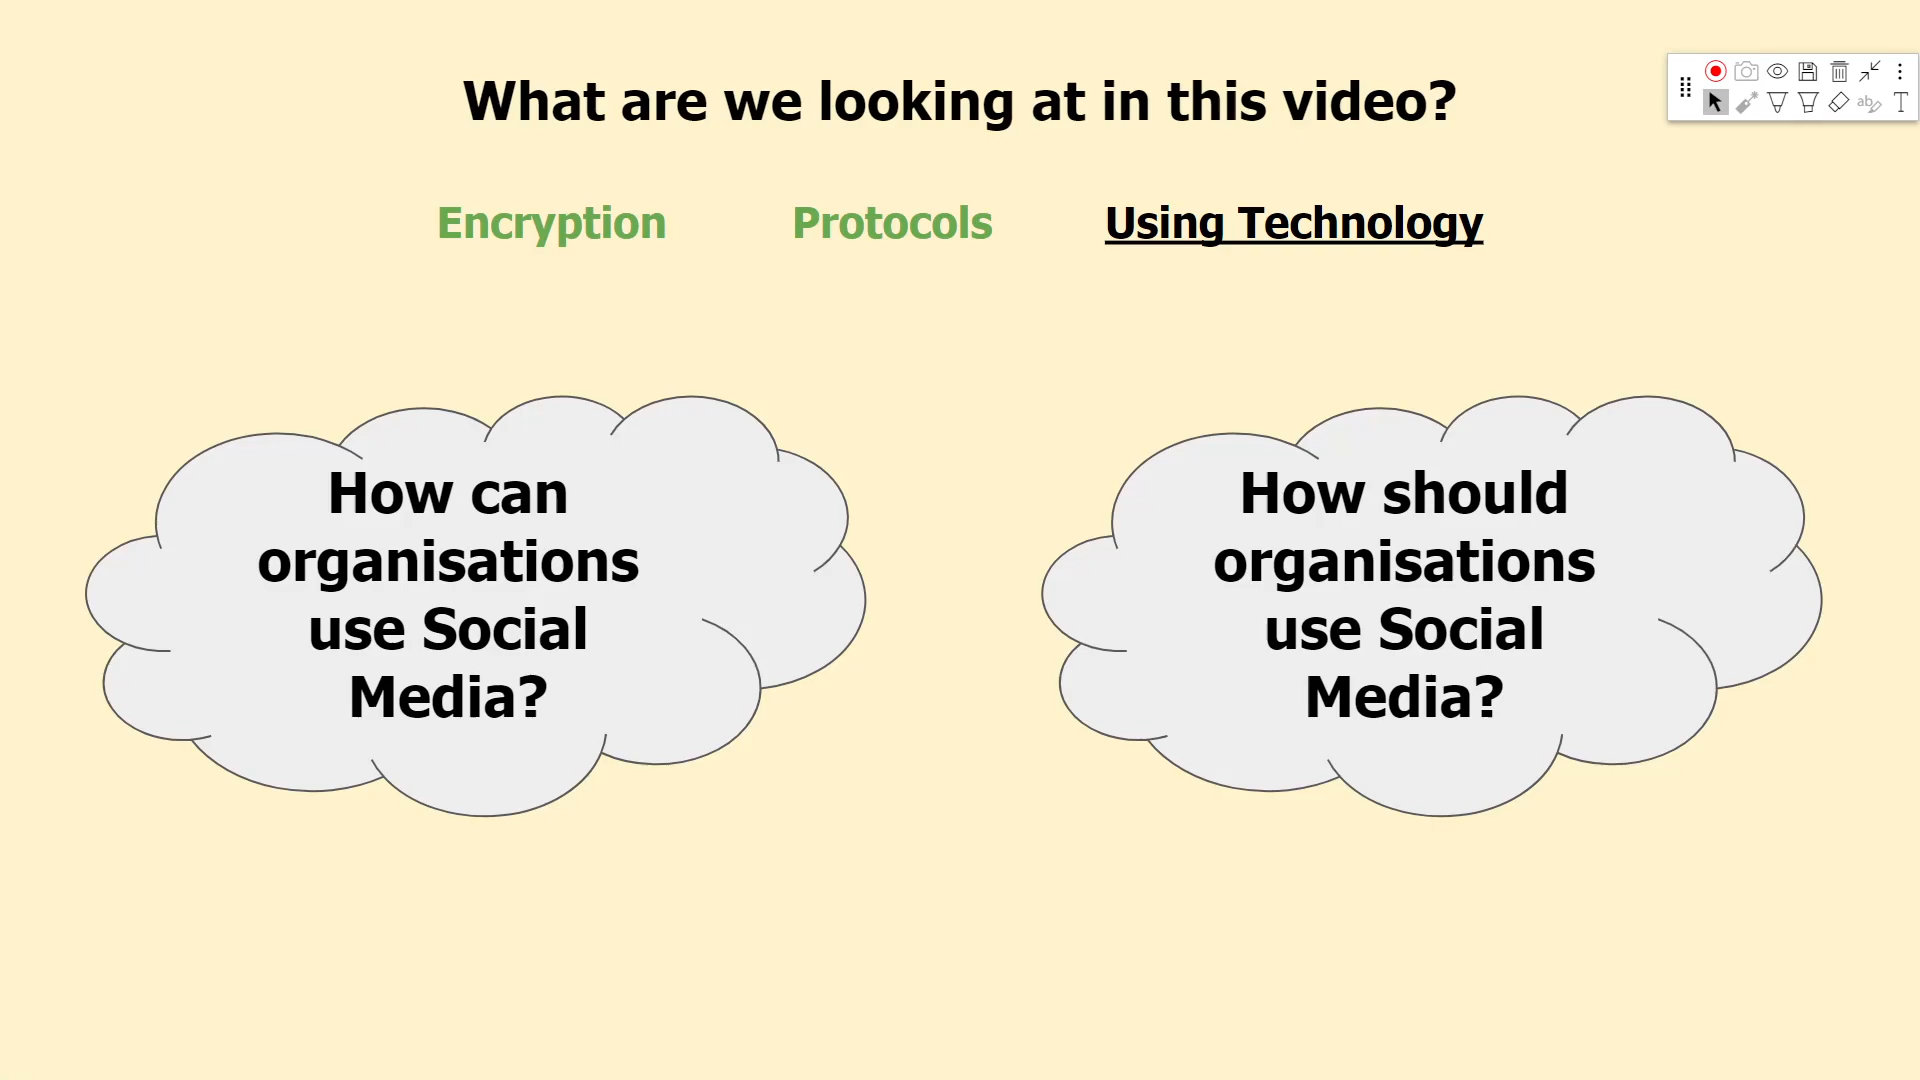 What are we looking at in this video?
Encryption Protocols Using Technology
How can
organisations
use Social
Media?
How should
organisations
use Social
Media?
ab
T